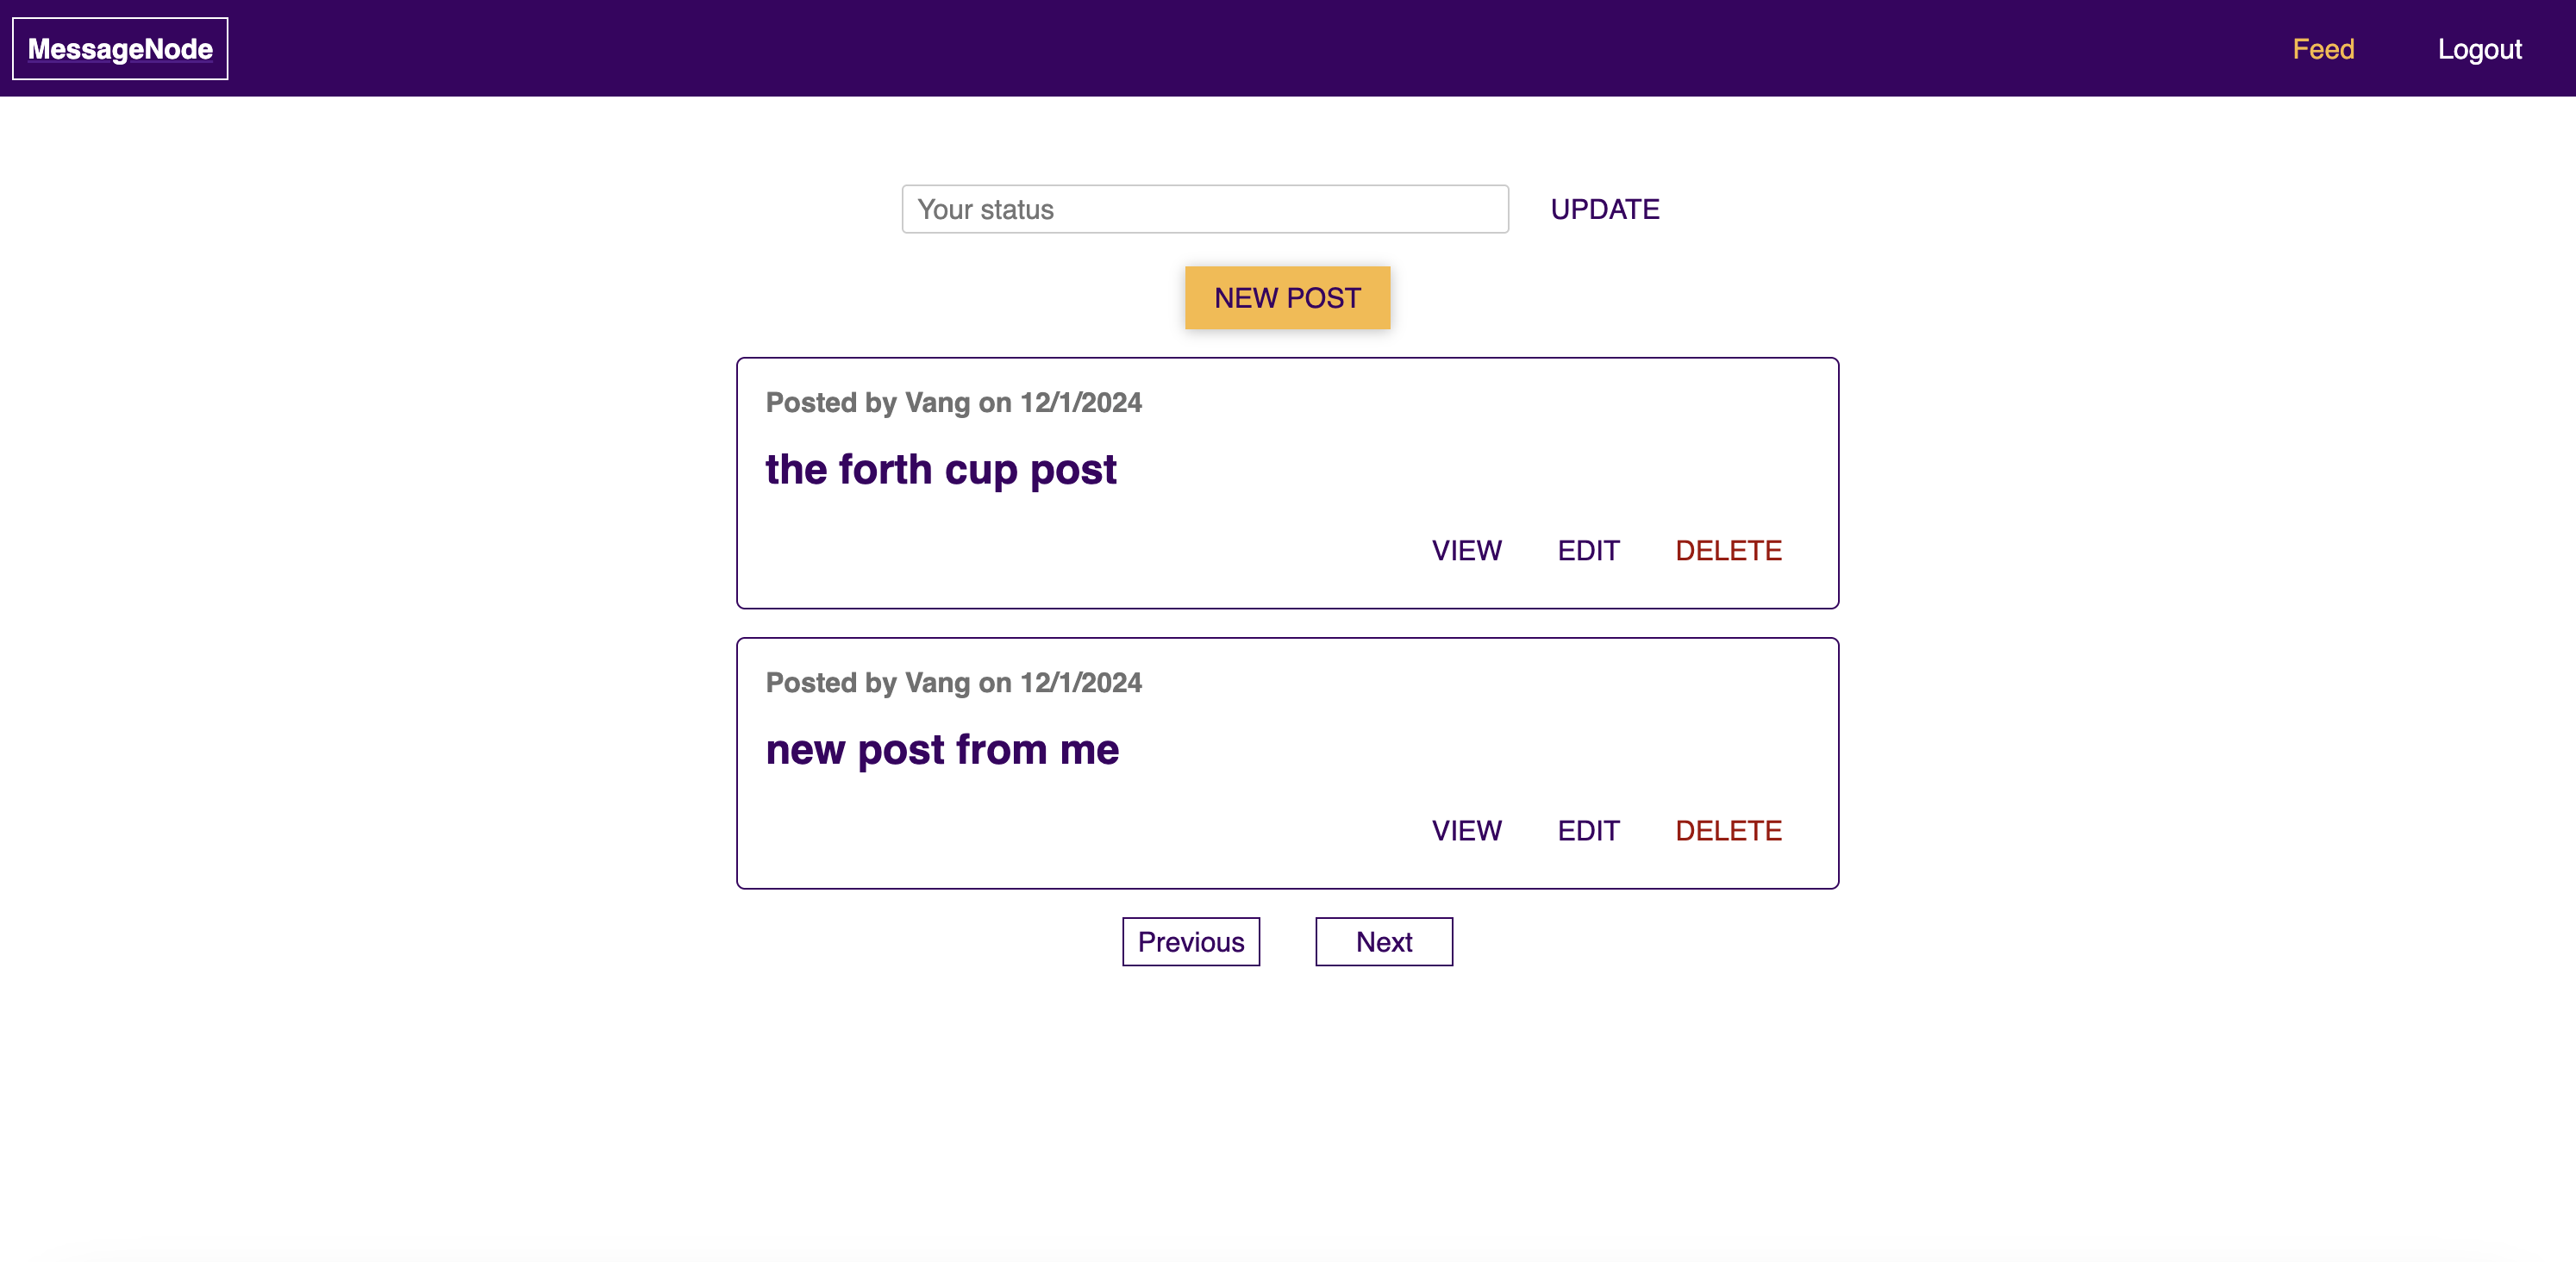 MessageNode
Feed
Logout
Your status
UPDATE
NEW POST
Posted by Vang on 12/1/2024
the forth cup post
VIEW EDIT DELETE
Posted by Vang on 12/1/2024
new post from me
VIEW EDIT DELETE
Previous Next